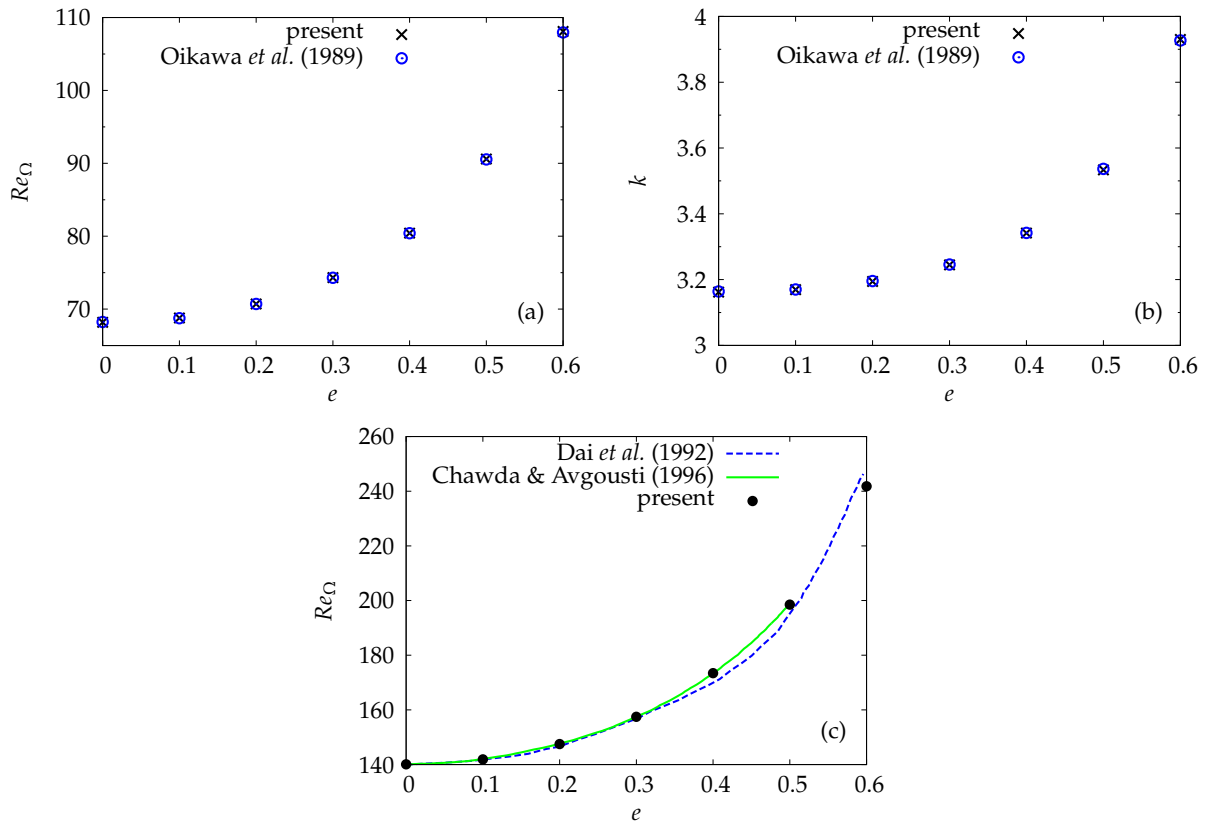 110
100
90
80
70
0 0.1 0.2 0.3 0.4 0.5 0.6
Re_Ω
e
present
Oikawa et al. (1989)
(a)
4
3.8
3.6
3.4
3.2
3
0 0.1 0.2 0.3 0.4 0.5 0.6
k
e
present
Oikawa et al. (1989)
(b)
260
240
220
200
180
160
140
0 0.1 0.2 0.3 0.4 0.5 0.6
Re_Ω
e
Dai et al. (1992)
Chawda & Avgousti (1996)
present
(c)